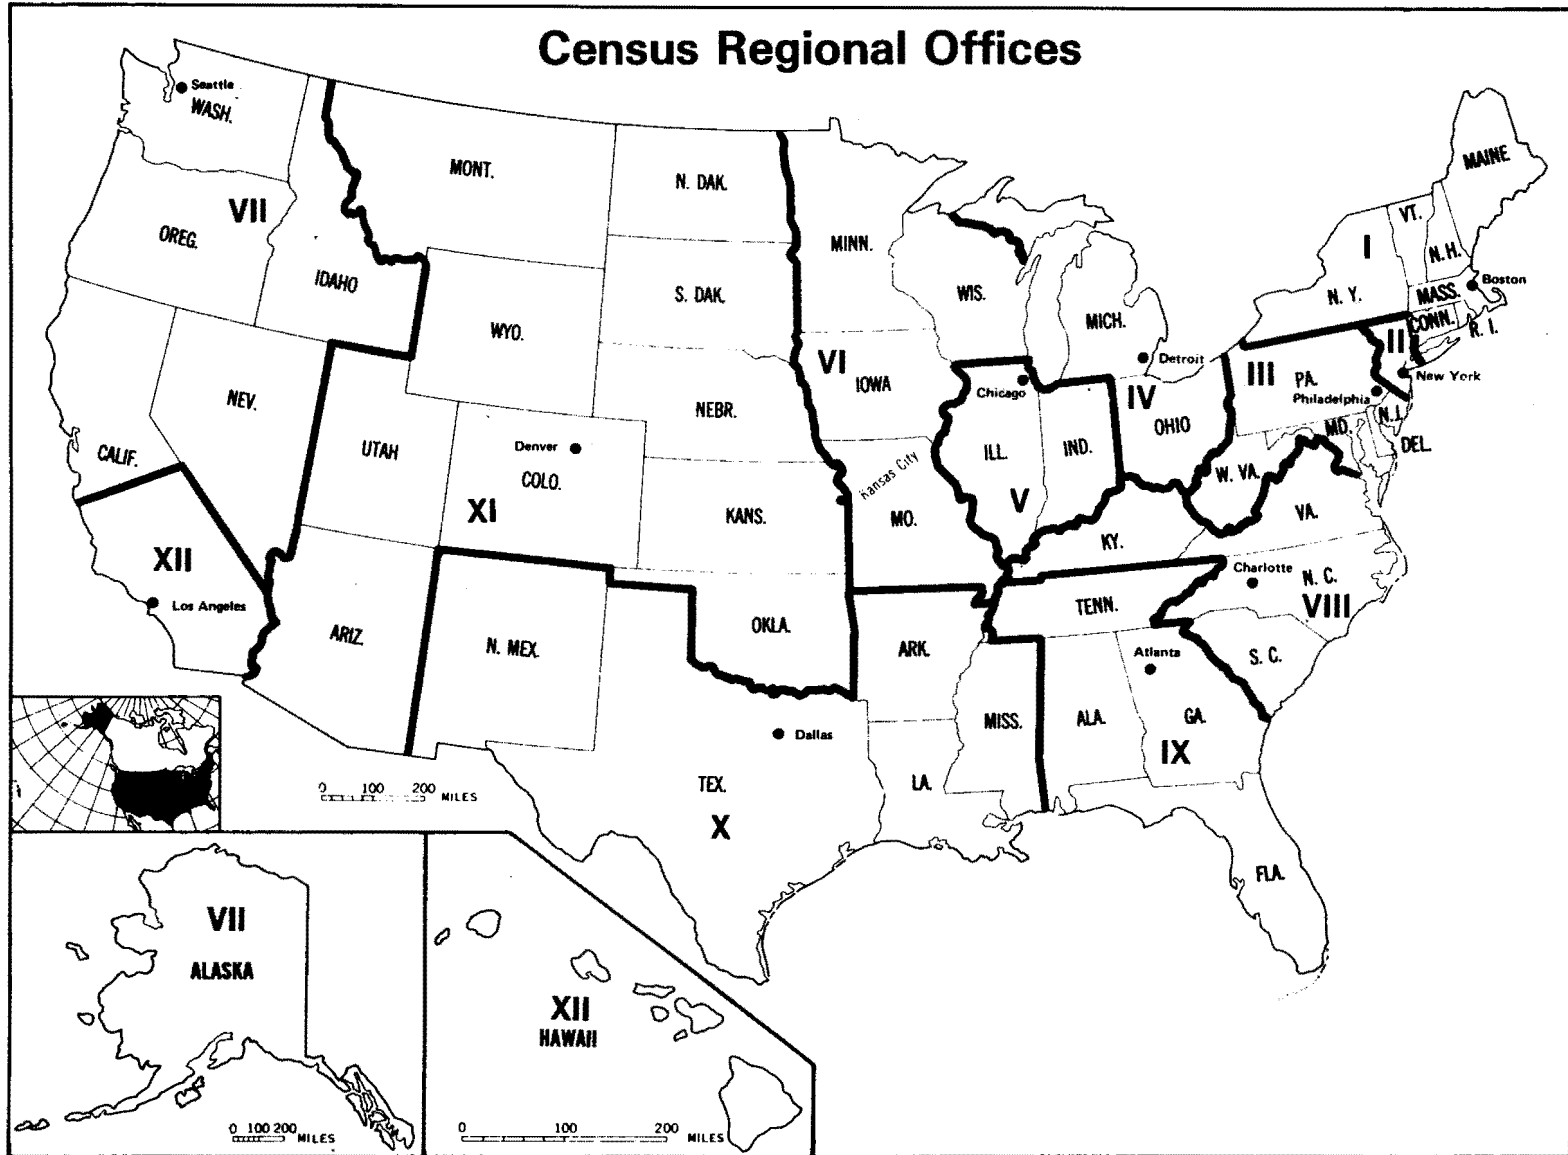 Census Regional Offices
Seattle
WASH.
MONT.
N. DAK.
MINN.
MAINE
VII
OREG.
IDAHO
S. DAK.
WIS.
MICH.
I
VT.
N. H.
N. Y.
MASS.
Boston
CONN.
R. I.
WYO.
VI
IOWA
Detroit
II
New York
III
PA.
Philadelphia
N.J.
MD.
DEL.
Chicago
IV
OHIO
NEV.
NEBR.
CALIF.
UTAH
Denver
COLO.
XI
KANS.
Kansas City
MO.
ILL.
IND.
V
W. VA.
VA.
KY.
XII
Los Angeles
ARIZ.
N. MEX.
OKLA.
ARK.
TENN.
Charlotte
N. C.
VIII
S. C.
Atlanta
MISS.
ALA.
GA.
IX
Dallas
TEX.
X
LA.
FLA.
0 100 200 MILES
VII
ALASKA
0 100 200 MILES
XII
HAWAII
0 100 200 MILES